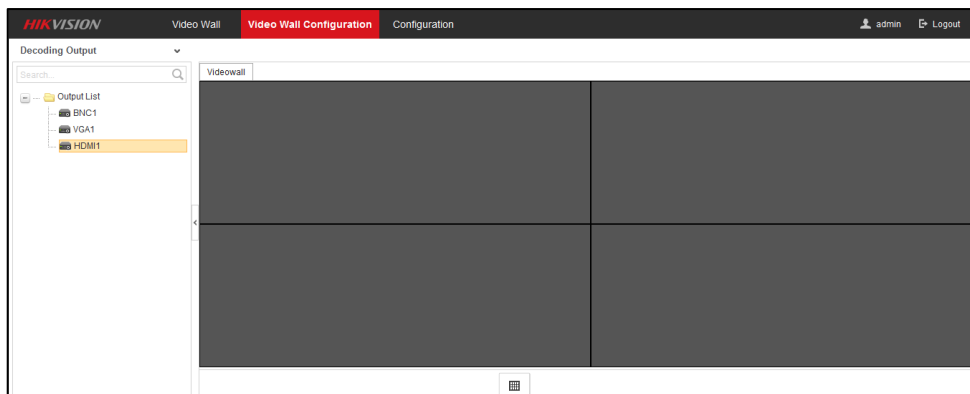 HIKVISION Video Wall Video Wall Configuration Configuration admin Logout
Decoding Output
Search...
Videowall
Output List
BNC1
VGA1
HDMI1